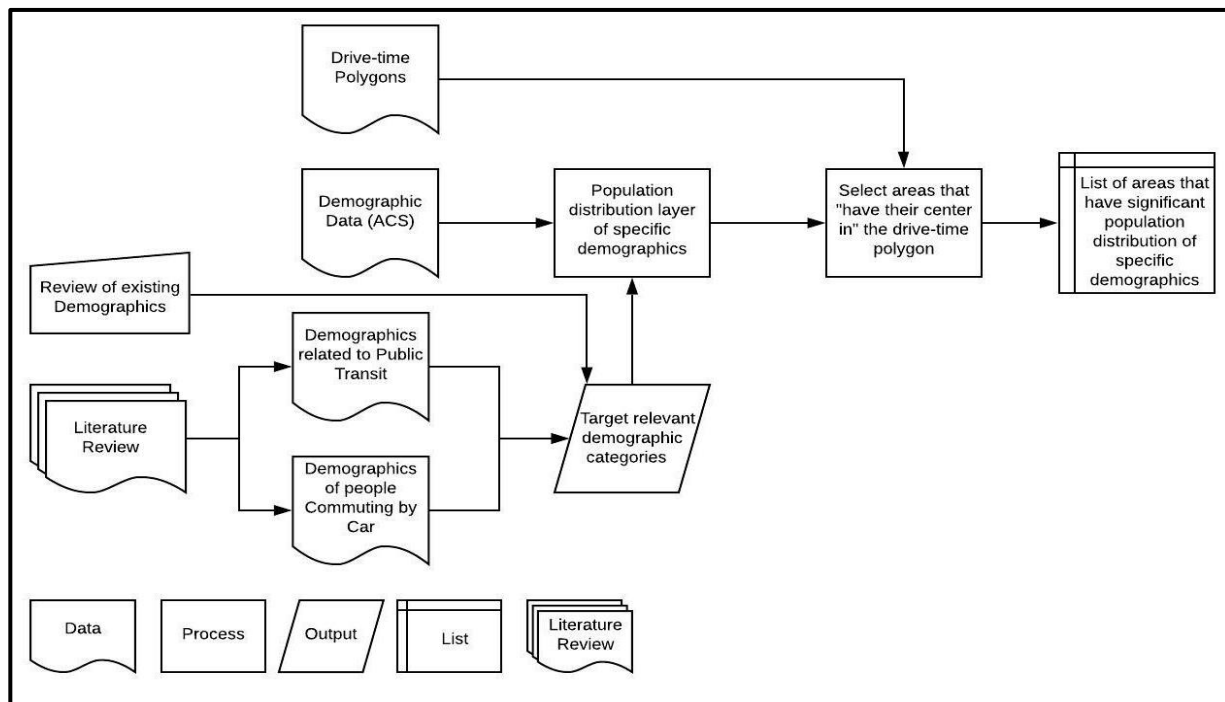 Drive-time
Polygons
Demographic
Data (ACS)
Population
distribution layer
of specific
demographics
Select areas that
"have their center
in" the drive-time
polygon
List of areas that
have significant
population
distribution of
specific
demographics
Review of existing
Demographics
Demographics
related to Public
Transit
Literature
Review
Target relevant
demographic
categories
Demographics
of people
Commuting by
Car
Data
Process
Output
List
Literature
Review